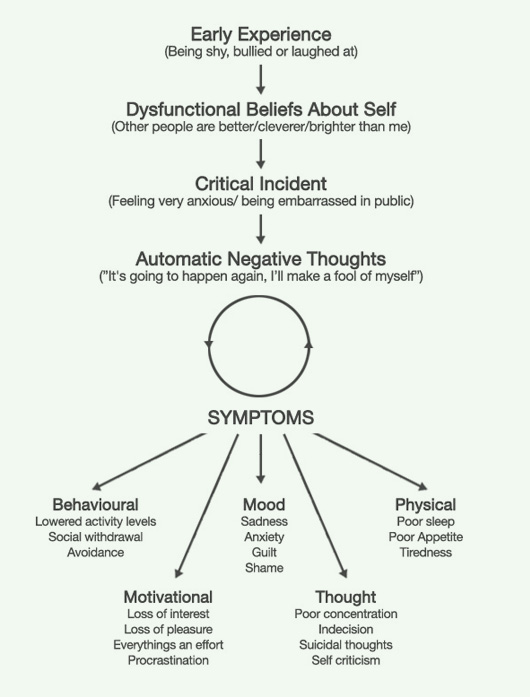 Early Experience
(Being shy, bullied or laughed at)
Dysfunctional Beliefs About Self
(Other people are better/cleverer/brighter than me)
Critical Incident
(Feeling very anxious/ being embarrassed in public)
Automatic Negative Thoughts
("It's going to happen again, I'll make a fool of myself")
SYMPTOMS
Behavioural
Lowered activity levels
Social withdrawal
Avoidance
Mood
Sadness
Anxiety
Guilt
Shame
Physical
Poor sleep
Poor Appetite
Tiredness
Motivational
Loss of interest
Loss of pleasure
Everythings an effort
Procrastination
Thought
Poor concentration
Indecision
Suicidal thoughts
Self criticism